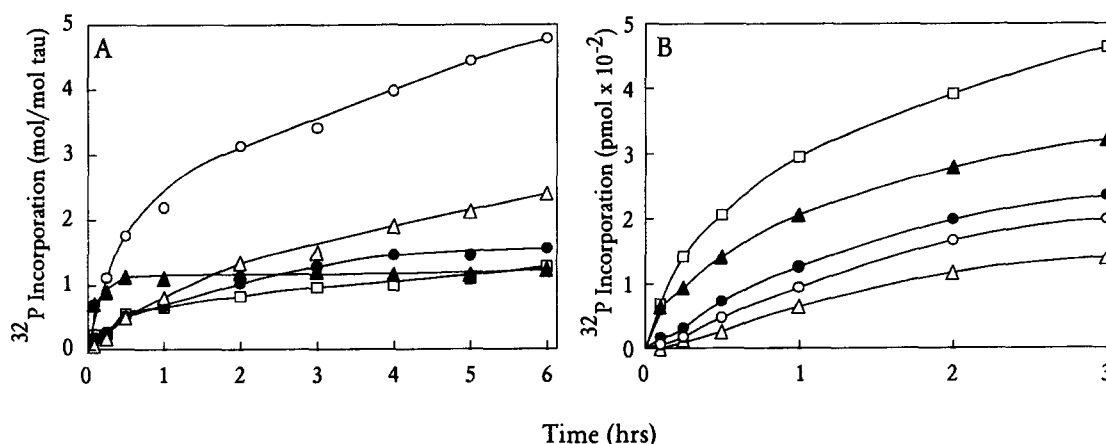 A
B
³²P Incorporation (mol/mol tau)
5
4
3
2
1
0
0 1 2 3 4 5 6
³²P Incorporation (pmol x 10⁻²)
5
4
3
2
1
0
0 1 2 3
Time (hrs)